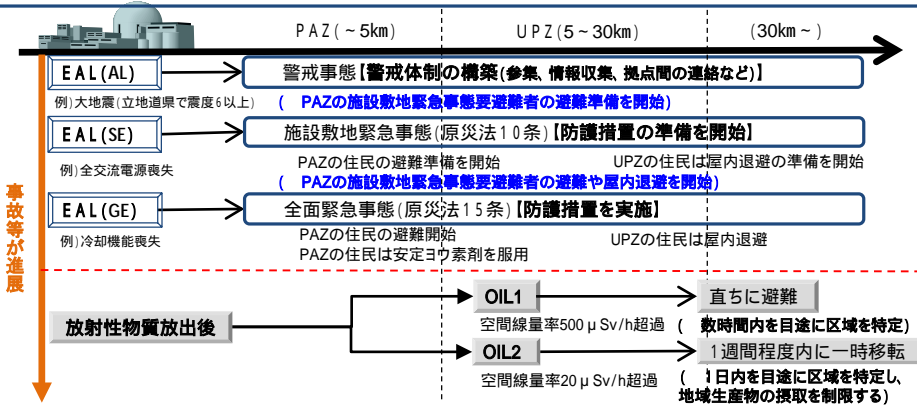 PAZ(~5km)
UPZ(5~30km)
(30km~)
EAL(AL)
警戒事態【警戒体制の構築(参集、情報収集、拠点間の連絡など)】
例)大地震(立地道県で震度6以上)
( PAZの施設敷地緊急事態要避難者の避難準備を開始)
EAL(SE)
施設敷地緊急事態(原災法10条)【防護措置の準備を開始】
例)全交流電源喪失
PAZの住民の避難準備を開始
UPZの住民は屋内退避の準備を開始
( PAZの施設敷地緊急事態要避難者の避難や屋内退避を開始)
EAL(GE)
全面緊急事態(原災法15条)【防護措置を実施】
例)冷却機能喪失
PAZの住民の避難開始
UPZの住民は屋内退避
PAZの住民は安定ヨウ素剤を服用
事故等が進展
放射性物質放出後
OIL1
直ちに避難
空間線量率500μSv/h超過
( 数時間内を目途に区域を特定)
OIL2
1週間程度内に一時移転
空間線量率20μSv/h超過
( 1日内を目途に区域を特定し、
地域生産物の摂取を制限する)